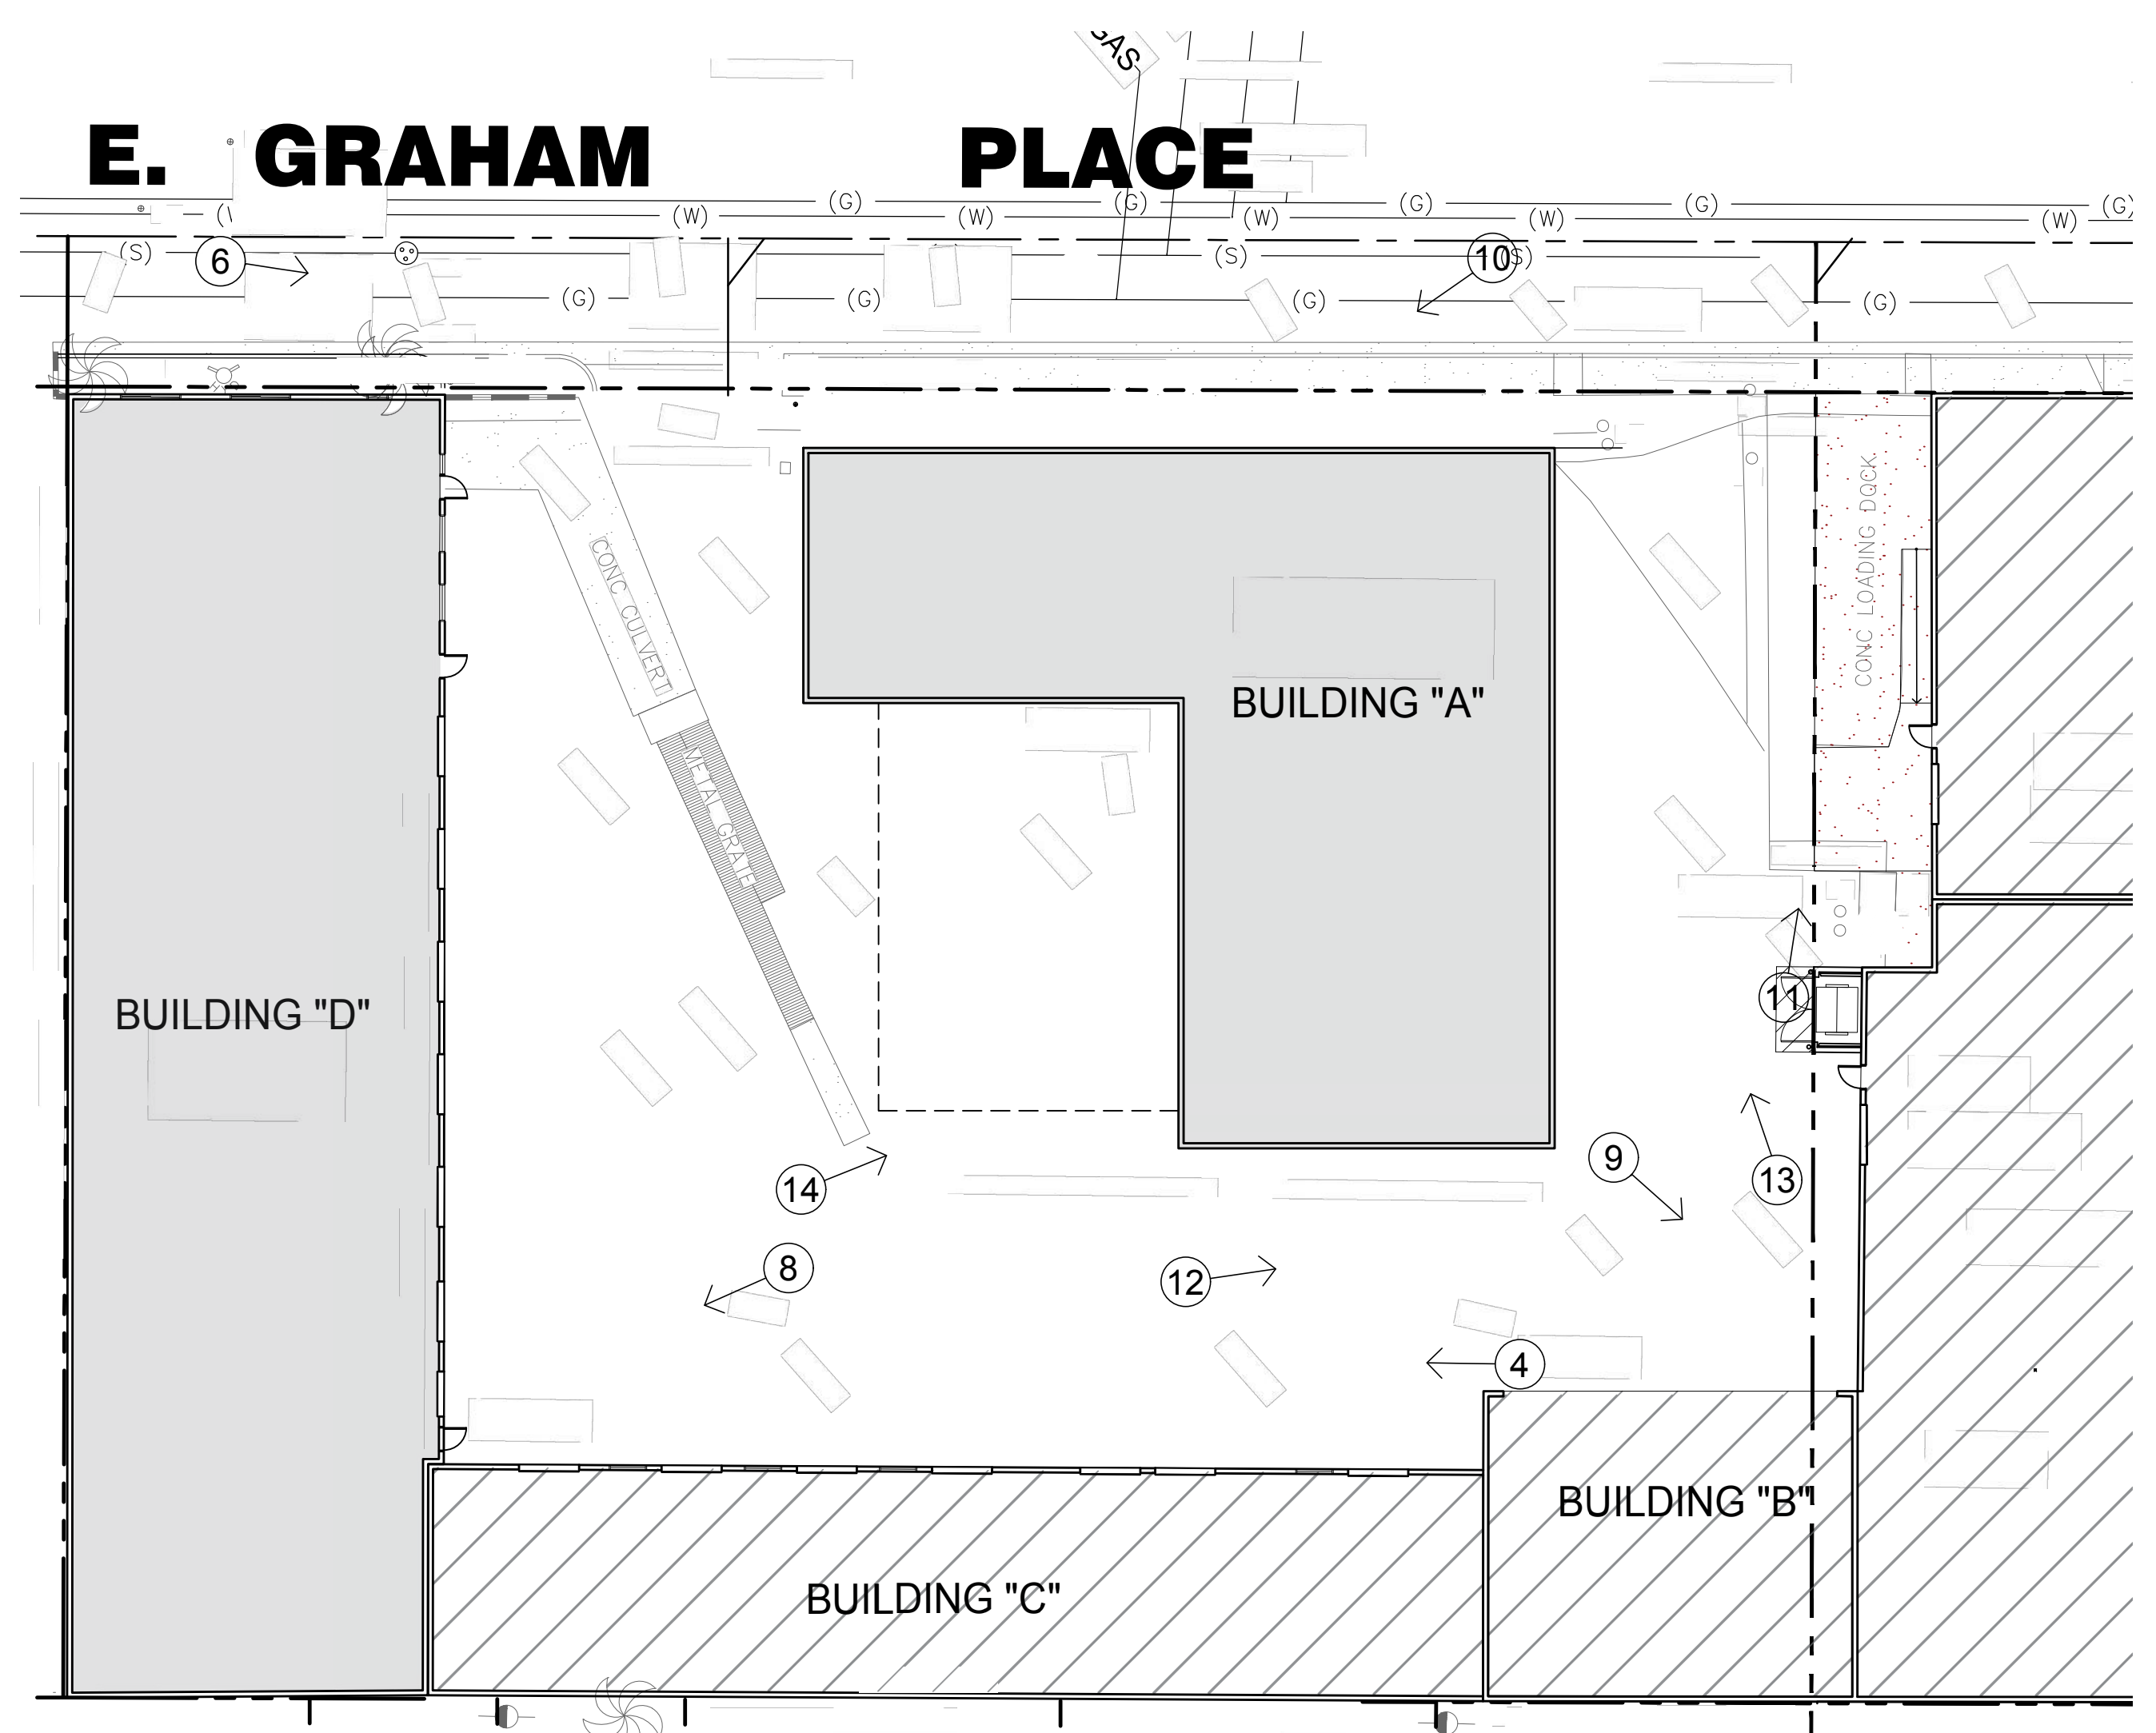 GAS
E. GRAHAM PLACE
(G) (G) (G) (G) (G)
(W) (W) (W) (W) (W)
(S) (S) (S)
6
10
(G) (G) (G) (G)
CONC CULVERT
CONC LOADING DOCK
METAL GRATE
BUILDING "A"
BUILDING "D"
11
9
13
14
8
12
4
BUILDING "B"
BUILDING "C"